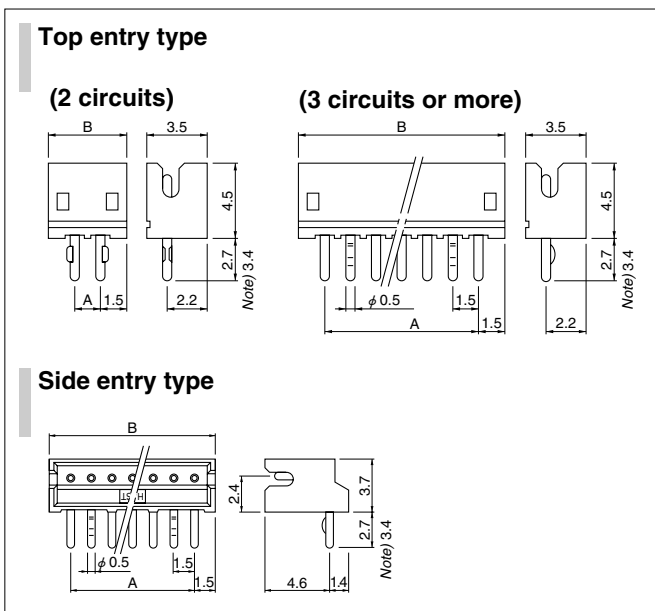 Top entry type
(2 circuits)
(3 circuits or more)
B
3.5
B
3.5
4.5
4.5
2.7
Note) 3.4
2.7
Note) 3.4
A
1.5
2.2
φ 0.5
1.5
A
1.5
2.2
Side entry type
B
2.4
3.7
2.7
Note) 3.4
φ 0.5
1.5
A
1.5
4.6
1.4